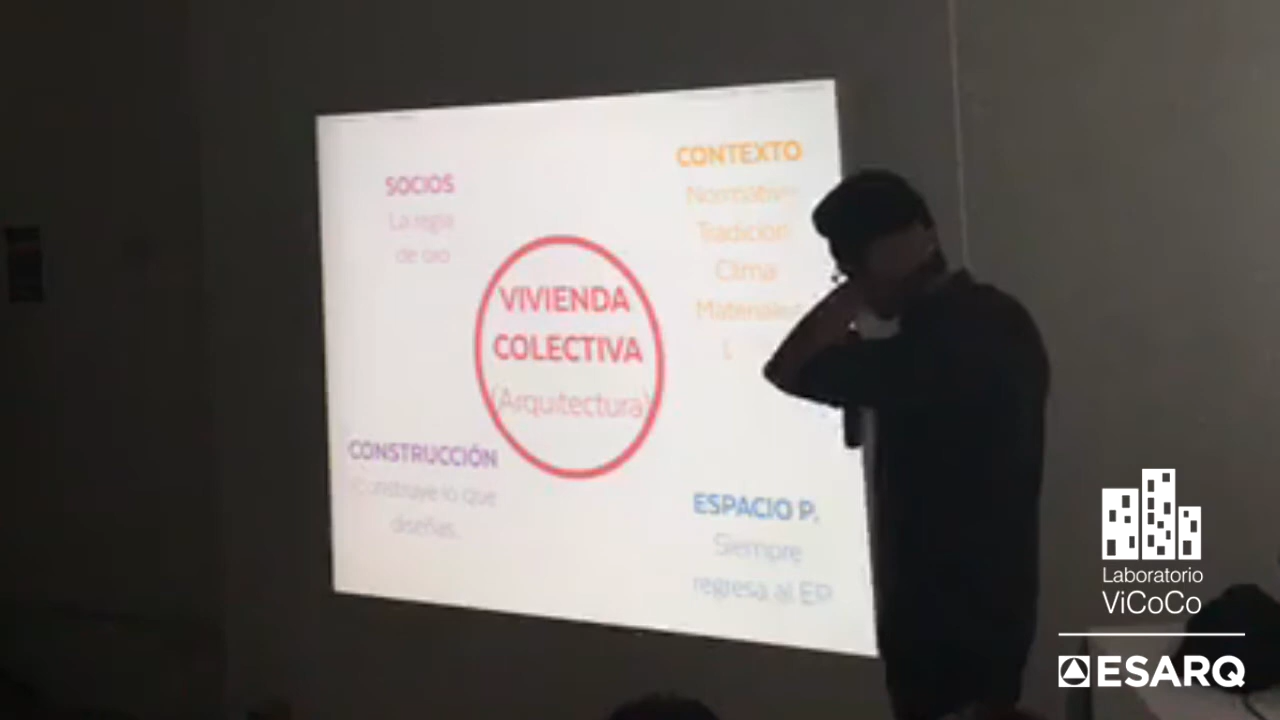 SOCIOS
La regla
de oro
CONTEXTO
Tradición
Clima
VIVIENDA
COLECTIVA
(Arquitectura)
CONSTRUCCIÓN
Construye lo que
diseñas.
ESPACIO P.
Siempre
regresa al EP
Laboratorio
ViCoCo
ESARQ